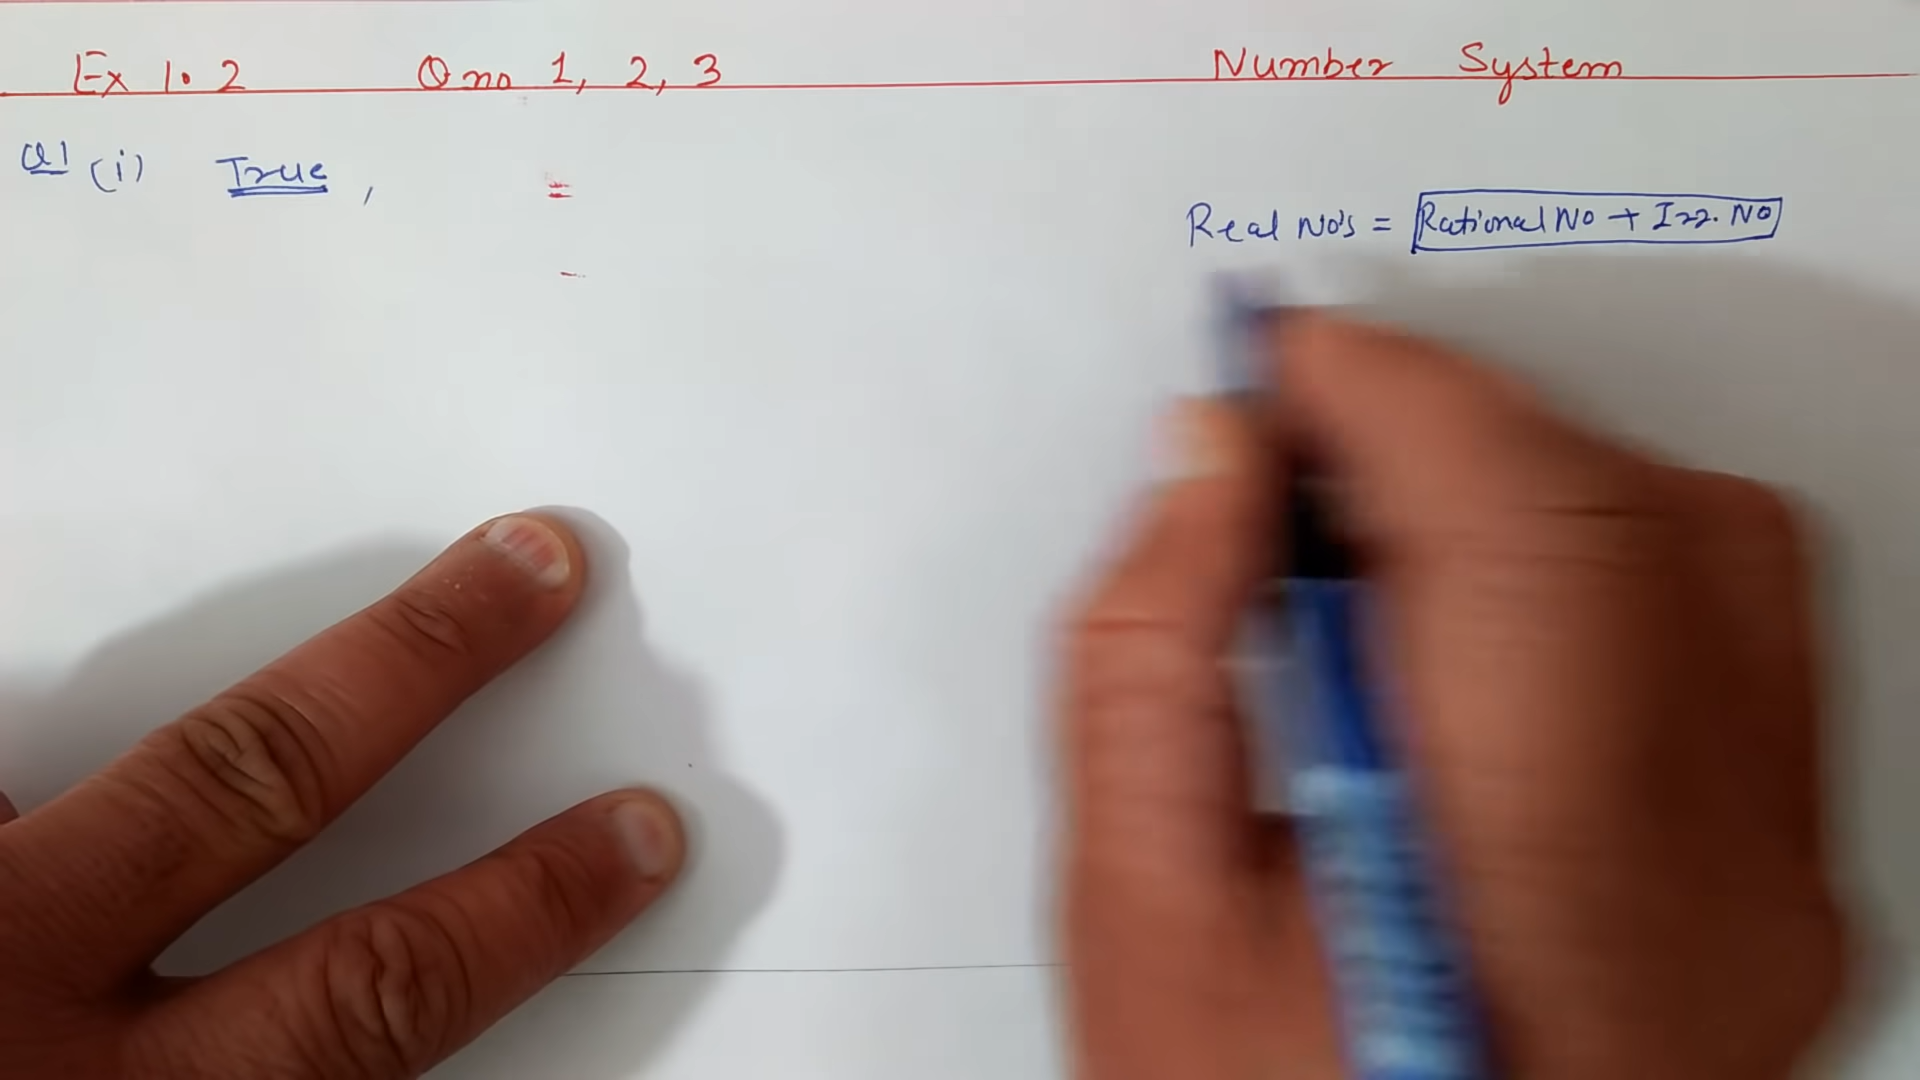 Ex 1.2 Q no 1, 2, 3 Number System
Q1 (i) True,
Real No's = Rational No + Irr. No